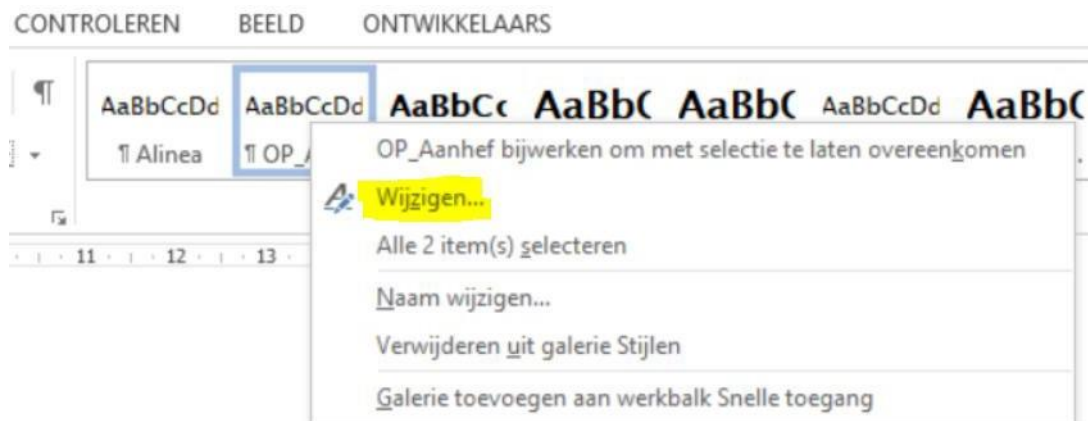 CONTROLEREN BEELD ONTWIKKELAARS
¶ AaBbCcDd AaBbCcDd AaBbCc AaBb( AaBb( AaBbCcDd AaBb(
¶ Alinea ¶ OP_
OP_Aanhef bijwerken om met selectie te laten overeenkomen
Wijzigen...
Alle 2 item(s) selecteren
11 12 13
Naam wijzigen...
Verwijderen uit galerie Stijlen
Galerie toevoegen aan werkbalk Snelle toegang